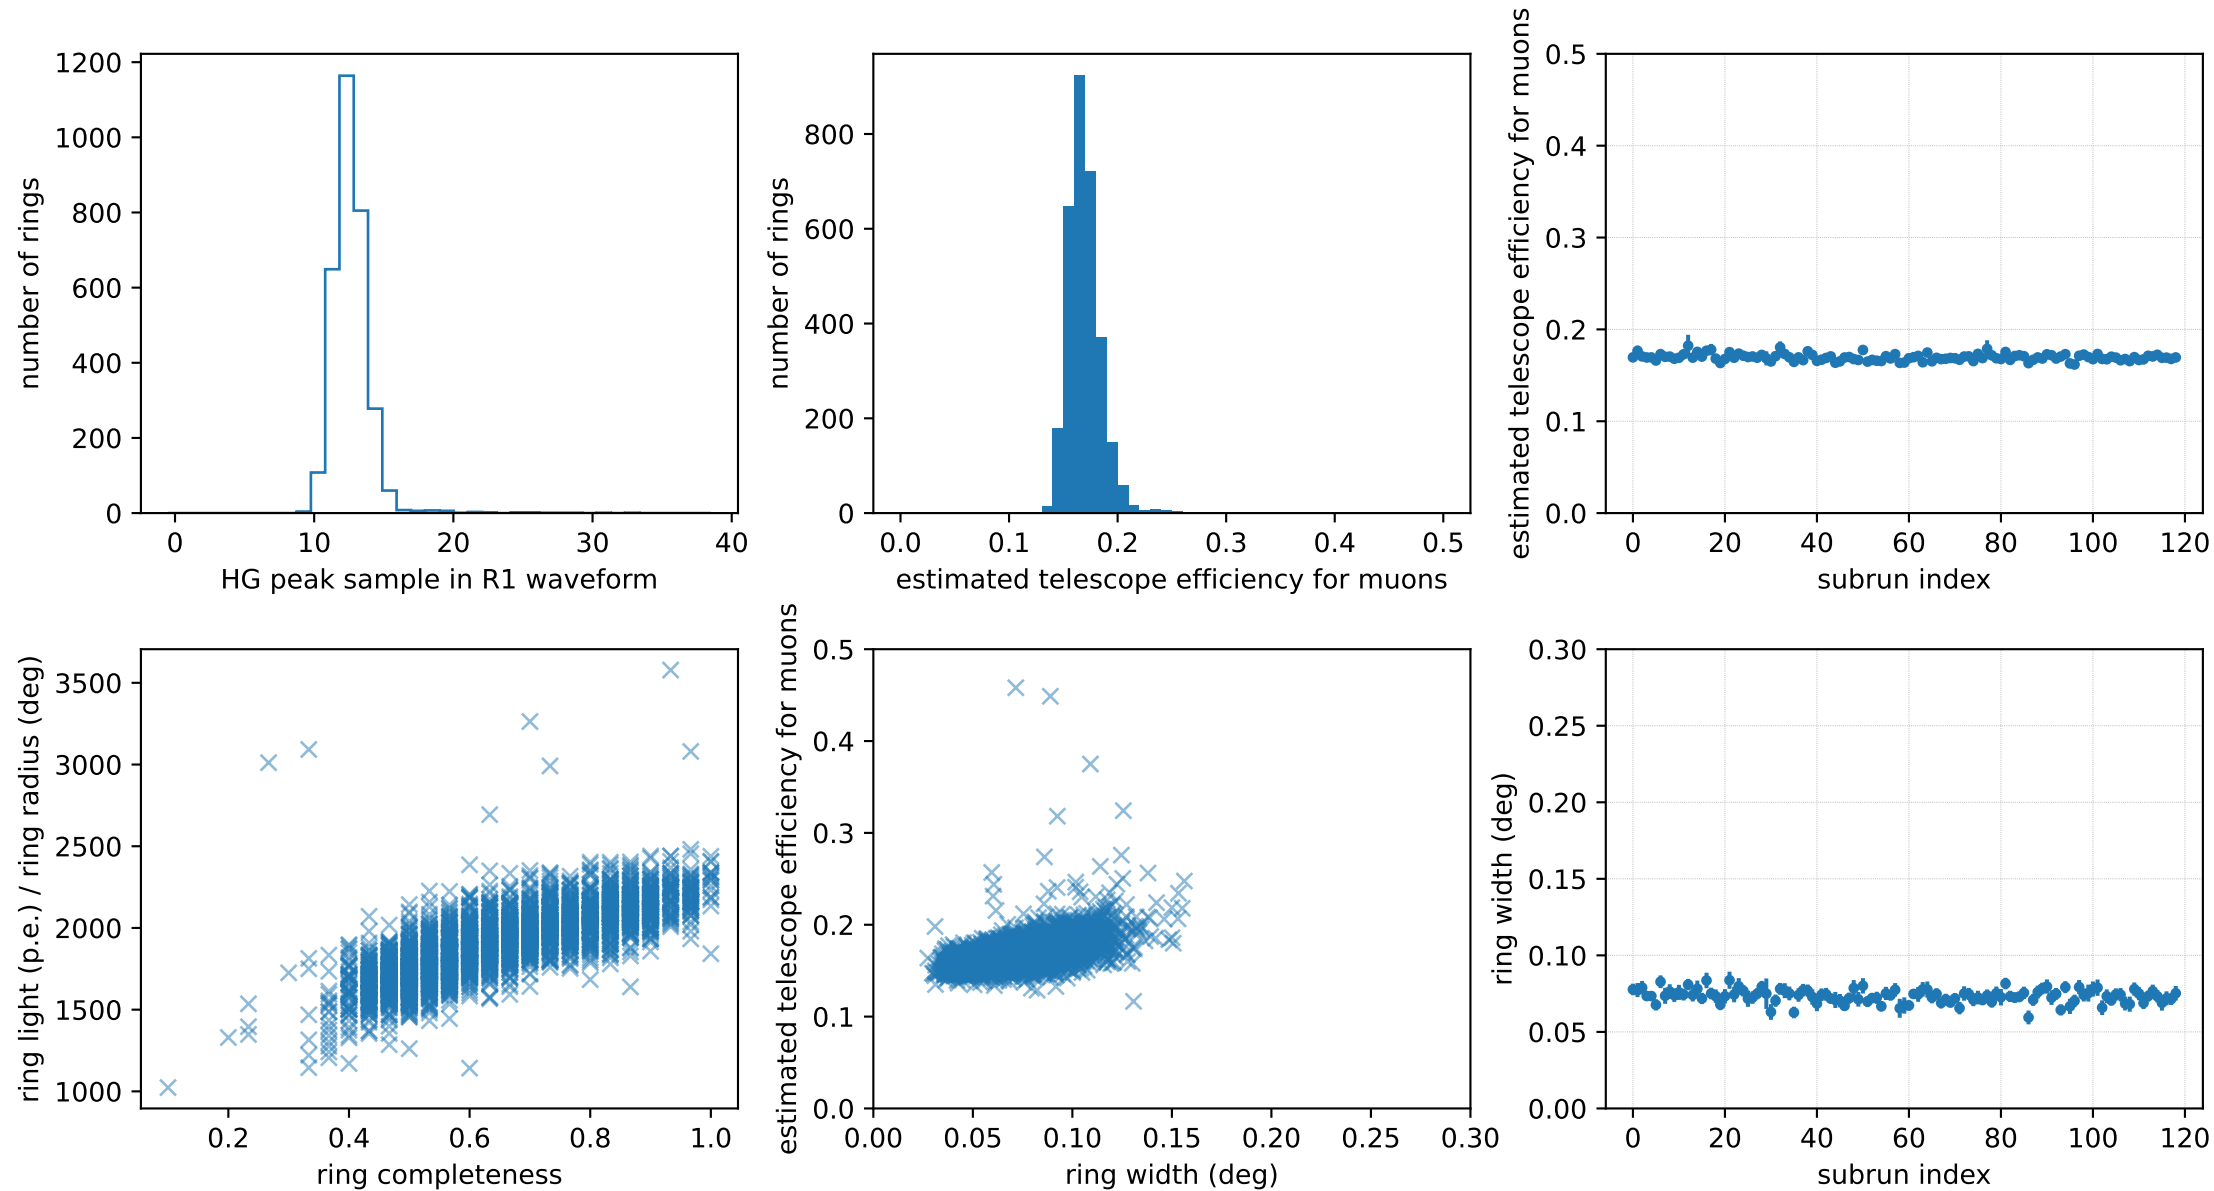 1200
1000
800
600
400
200
0
0 10 20 30 40
number of rings
HG peak sample in R1 waveform
800
600
400
200
0
0.0 0.1 0.2 0.3 0.4 0.5
number of rings
estimated telescope efficiency for muons
0.5
0.4
0.3
0.2
0.1
0.0
0 20 40 60 80 100 120
estimated telescope efficiency for muons
subrun index
3500
3000
2500
2000
1500
1000
0.2 0.4 0.6 0.8 1.0
ring light (p.e.) / ring radius (deg)
ring completeness
0.5
0.4
0.3
0.2
0.1
0.0
0.00 0.05 0.10 0.15 0.20 0.25 0.30
estimated telescope efficiency for muons
ring width (deg)
0.30
0.25
0.20
0.15
0.10
0.05
0.00
0 20 40 60 80 100 120
ring width (deg)
subrun index